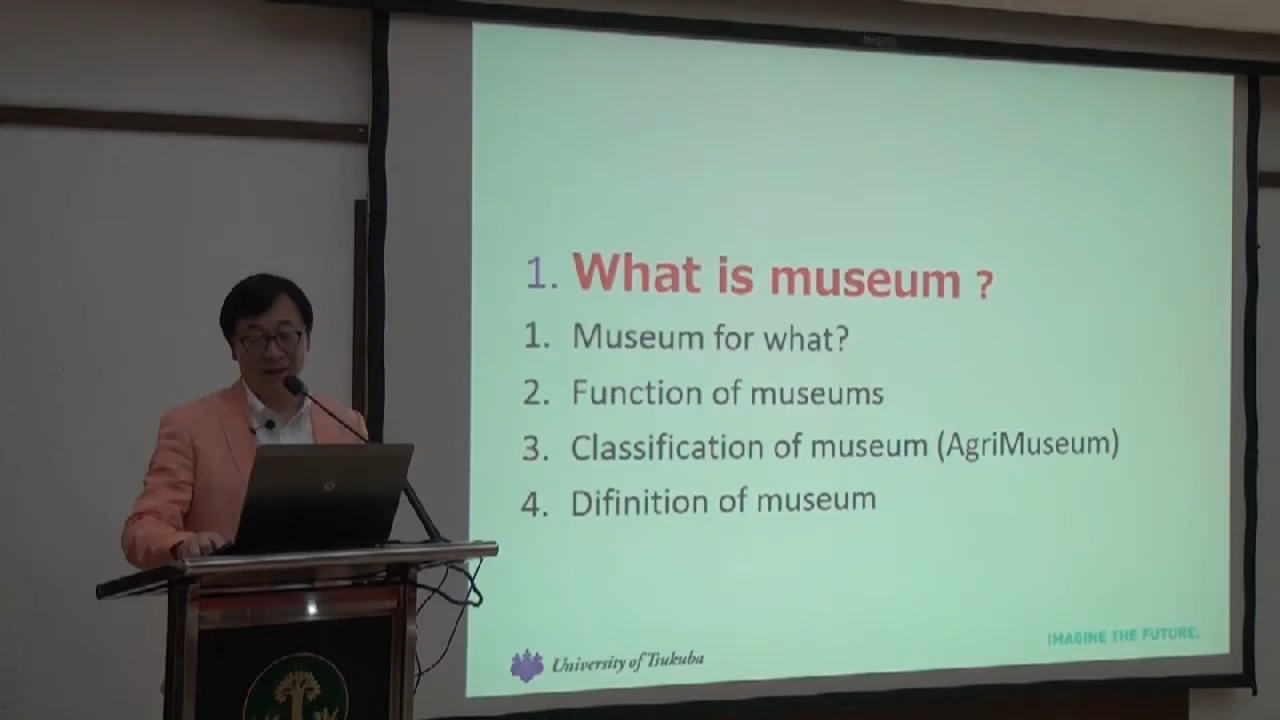 1. What is museum ?
1. Museum for what?
2. Function of museums
3. Classification of museum (AgriMuseum)
4. Difinition of museum
IMAGINE THE FUTURE.
University of Tsukuba